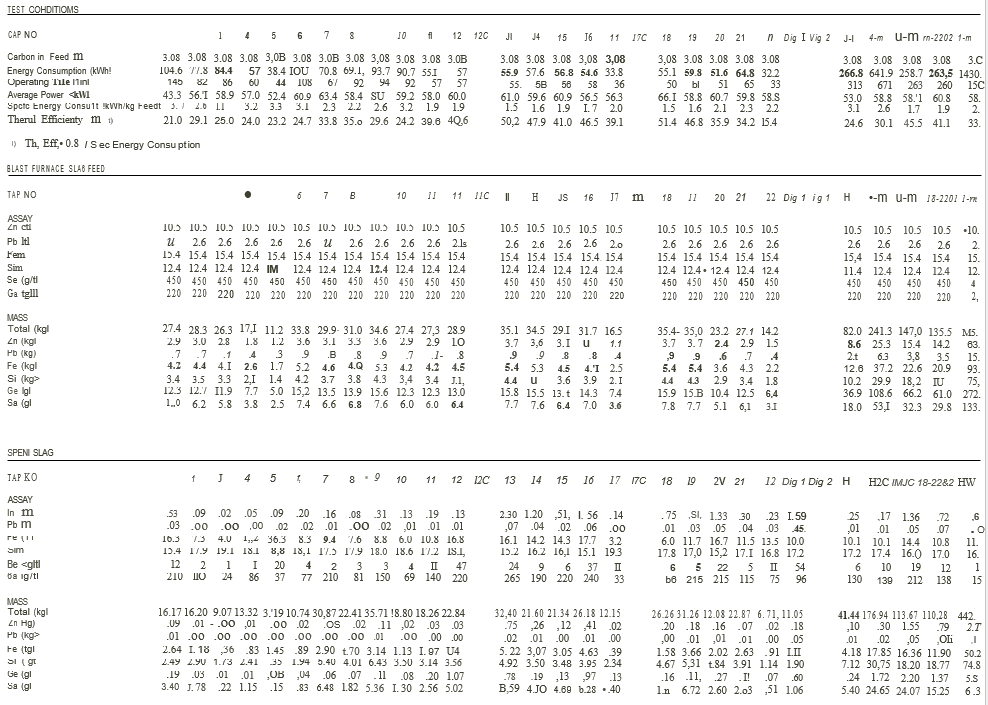 TEST CONDITIONS
CAP NO 1 4 5 6 7 8 10 fl 12 12C Jl J4 15 J6 11 17C 18 19 20 21 n Dig I Vig 2 J-I 4-m u-m m-2202 1-m
Carbon in Feed m 3.08 3.08 3.08 3.08 3,0B 3.08 3.0B 3.08 3.08 3.08 3.08 3.0B 3.08 3.08 3.08 3.08 3,08 3,08 3.08 3.08 3.08 3.08 3.08 3.08 3.08 3.08 3.C
Energy Consumption (kWh! 104.6 77.8 84.4 57 38.4 IOU 70.8 69.1, 93.7 90.7 55.I 57 55.9 57.6 56.8 54.6 33.8 55.1 59.8 51.6 64.8 32.2 266.8 641.9 258.7 263,5 1430.
Operating 145 82 86 60 44 108 67 92 94 92 57 57 55. 5B 56 58 36 50 bl 51 65 33 313 671 263 260 15C
Average Power <kWl 43.3 56.'I 58.9 57.0 52.4 60.9 63.4 58.4 SU 59.2 58.0 60.0 61.0 59.6 60.9 56.5 56.3 66.I 58.8 60.7 59.8 58.S 53.0 58.8 58.'1 60.8 58.
Energy 3.7 2.6 11 3.2 3.3 3.1 2.3 2.2 2.6 3.2 1.9 1.9 1.5 1.6 1.9 I.7 2.0 1.5 1.6 2.1 2.3 2.2 3.1 2.6 1.7 1.9 2.
Therul Efficienty m 1) 21.0 29.1 25.0 24.0 23.2 24.7 33.8 35.o 29.6 24.2 39.6 4Q,6 50,2 47.9 41.0 46.5 39.1 51.4 46.8 35.9 34.2 15.4 24.6 30.1 45.5 41.1 33.
1) Th, Eff,• 0.8 / S ec Energy Consu ption
BLAST FURNACE SLA6 FEED
TAP NO ● 6 7 B 10 11 11 11C ll H JS 16 I7 m 18 11 20 21 22 Dig 1 ig 1 H •-m u-m 18-2201 1-m
ASSAY
Zn 10.5 10.5 10.5 10.5 10.5 10.5 10.5 10.5 10.5 10.5 10.5 10.5 10.5 10.5 10.5 10.5 10.5 10.5 10.5 10.5 10.5 10.5 10.5 10.5 10.5 10.5 •10.
Pb ltl U 2.6 2.6 2.6 2.6 2.6 U 2.6 2.6 2.6 2.6 2.ls 2.6 2.6 2.6 2.6 2.o 2.6 2.6 2.6 2.6 2.6 2.6 2.6 2.6 2.6 2.
Fem 15.4 15.4 15.4 15.4 15.4 15.4 15.4 15.4 15.4 15.4 15.4 15.4 15.4 15.4 15.4 15.4 15.4 15.4 15.4 15.4 15.4 15.4 15,4 15.4 15.4 15.4 15.
Sim 12.4 12.4 12.4 12.4 IM 12.4 12.4 12.4 12.4 12.4 12.4 12.4 12.4 12.4 12.4 12.4 12.4 12.4 12.4 • 12.4 12.4 12.4 11.4 12.4 12.4 12.4 12.
Se (g/tl 450 450 450 450 450 450 450 450 450 450 450 450 450 450 450 450 450 450 450 450 450 450 450 450 450 450 4
Ga tglll 220 220 220 220 220 220 220 220 220 220 220 220 220 220 220 220 220 220 220 220 220 220 220 220 220 220 2,
MASS
Total (kgl 27.4 28.3 26.3 17,I 11.2 33.8 29.9· 31.0 34.6 27.4 27,3 28.9 35.1 34.5 29.I 31.7 16.5 35.4- 35,0 23.2 27.1 14.2 82.0 241.3 147,0 135.5 MS.
Zn (kgl 2.9 3.0 2.8 1.8 1.2 3.6 3.1 3.3 3.6 2.9 2.9 1.O 3.7 3,6 3.I u 1.1 3.7 3.7 2.4 2.9 1.5 8.6 25.3 15.4 14.2 63.
Pb (kg) .7 .7 .1 .4 .3 .9 .B .8 .9 .7 .1- .8 .9 .9 .8 .8 .4 ,9 .9 .6 .7 .4 2.t 6.3 3,8 3.5 15.
Fe (kgl 4.2 4.4 4.I 2.6 1.7 5.2 4.6 4.Q 5.3 4.2 4.2 4.5 5.4 5.3 4.5 4.'I 2.5 5.4 5.4 3.6 4.3 2.2 12.6 37.2 22.6 20.9 93.
Si (kg> 3.4 3.5 3.3 2,I 1.4 4.2 3.7 3.8 4.3 3,4 3.4 J.1, 4.4 u 3.6 3.9 2.I 4.4 4.3 2.9 3.4 1.8 10.2 29.9 18,2 IU 75,
Ge lgl 12.3 12.7 I1.9 7.7 5.0 15,2 13.5 13.9 15.6 12.3 12.3 13.0 15.8 15.5 13.t 14.3 7.4 15.9 15.B 10.4 12.5 6,4 36.9 108.6 66.2 61.0 272.
Sa (gl 1,,0 6.2 5.8 3.8 2.5 7.4 6.6 6.8 7.6 6.0 6.0 6.4 7.7 7.6 6.4 7.0 3.6 7.8 7.7 5.1 6,1 3.I 18.0 53,I 32.3 29.8 133.
SPENI SLAG
TAP KO 1 J 4 5 t, 7 8 • 9 10 11 12 I2C 13 14 15 16 17 I7C 18 I9 2V 21 12 Dig 1 Dig 2 H H2C IMJC 18-22&2 HW
ASSAY
In m .53 .09 .02 .05 .09 .20 .16 .08 .31 .13 .19 .13 2.30 1.20 ,51, I. 56 .14 .75 ,SI, 1.33 .30 .23 I.59 .25 .17 1.36 .72 ,6
Pb m .03 .OO .OO ,00 .02 .02 .01 .OO .02 ,01 .01 .01 ,07 .04 .02 .06 .OO .01 .03 .05 .04 .03 .45. .01 .01 .05 .07 • O
16.3 7.3 4.0 1,,2 36.3 8.3 9.4 7.6 8.8 6.0 10.8 16.8 16.1 14.2 14.3 17.7 3.2 6.0 11.7 16.7 11.5 13.5 10.0 10.1 10.1 14.4 10.8 11.
Sim 15.4 17.9 19.1 18.1 8,8 18,1 17.5 17.9 18.0 18.6 17.2 1S.1, 15.2 16.2 16,1 15.1 19.3 17.8 17,0 15,2 17.1 16.8 17.2 17.2 17.4 16.() 17.0 16.
Be <gltl 12 2 1 I 20 4 2 2 3 4 II 47 24 9 6 37 II 6 5 22 5 II 54 6 10 19 12 1
6a ig/tl 210 IIO 24 86 37 77 210 81 150 69 140 220 265 190 220 240 33 b6 215 215 115 75 96 130 139 212 138 15
MASS
Total (kgl 16.17 16.20 9.07 13.32 3.'19 10.74 30,87 22.41 35.71 !8.80 18.26 22.84 32,40 21.60 21.34 26.18 12.15 26.26 31.26 12.08 22.87 6.71, 11.05 41.44 176.94 113.67 110,28 442.
Zn Hg) .09 .01 - .OO .01 .00 .02 .OS .02 .11 .02 .03 .03 .75 ,26 ,12 ,41 .02 .20 .18 .16 .07 .02 .18 ,10 .30 1.55 .79 2.T
Pb (kg> .01 .00 .00 .00 .00 .00 .00 .01 .00 .00 .00 .02 .01 .00 .01 .00 ,00 .01 ,01 .01 .00 .05 .01 .02 .05 ,OIi .I
Fe (tgl 2.64 I. 18 ,36 .83 1.45 .89 2.90 t.70 3.14 1.13 I. 97 U4 5. 22 3,07 3.05 4.63 .39 1.58 3.66 2.02 2.63 .91 I.II 4.18 17.85 16.36 11.90 50.2
2.49 2.90 1.73 2.41 .35 1.94 5.40 4.01 6.43 3.50 3.14 3.56 4.92 3.50 3.48 3.95 2.34 4.67 5,31 t.84 3.91 1.14 1.90 7.12 30,75 18.20 18.77 74.8
Ge (gl .19 .03 .01 .01 ,OB ,04 .06 .07 .11 .08 .20 1.07 .78 .19 ,13 ,97 .13 .16 .11, .27 . I! .07 .60 .24 1.72 2.20 1.37 5.S
Sa (gl 3.40 J.78 .22 1.15 .15 .83 6.48 1.82 5.36 I.30 2.56 5.02 B,59 4.JO 4.69 b.28 •.40 1.n 6.72 2.60 2.o3 ,51 1.06 5.40 24.65 24.07 15.25 6.3